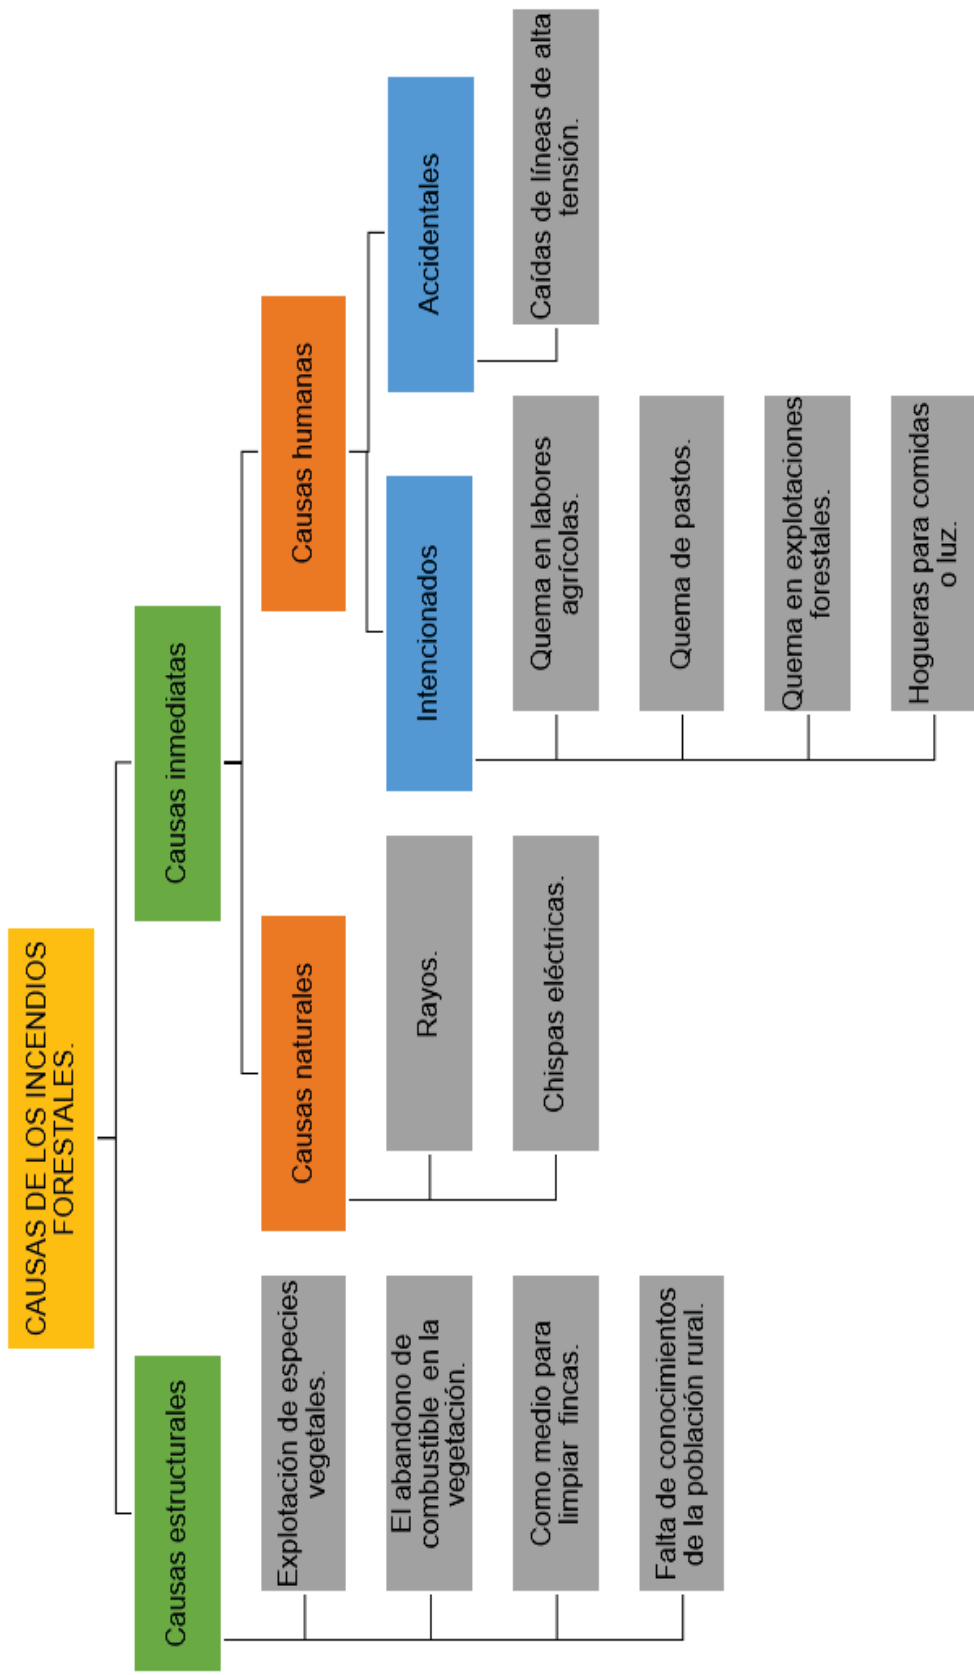 CAUSAS DE LOS INCENDIOS
FORESTALES.
Causas estructurales
Explotación de especies
vegetales.
El abandono de
combustible en la
vegetación.
Como medio para
limpiar fincas.
Falta de conocimientos
de la población rural.
Causas inmediatas
Causas naturales
Rayos.
Chispas eléctricas.
Causas humanas
Intencionados
Quema en labores
agrícolas.
Quema de pastos.
Quema en explotaciones
forestales.
Hogueras para comidas
o luz.
Accidentales
Caídas de líneas de alta
tensión.